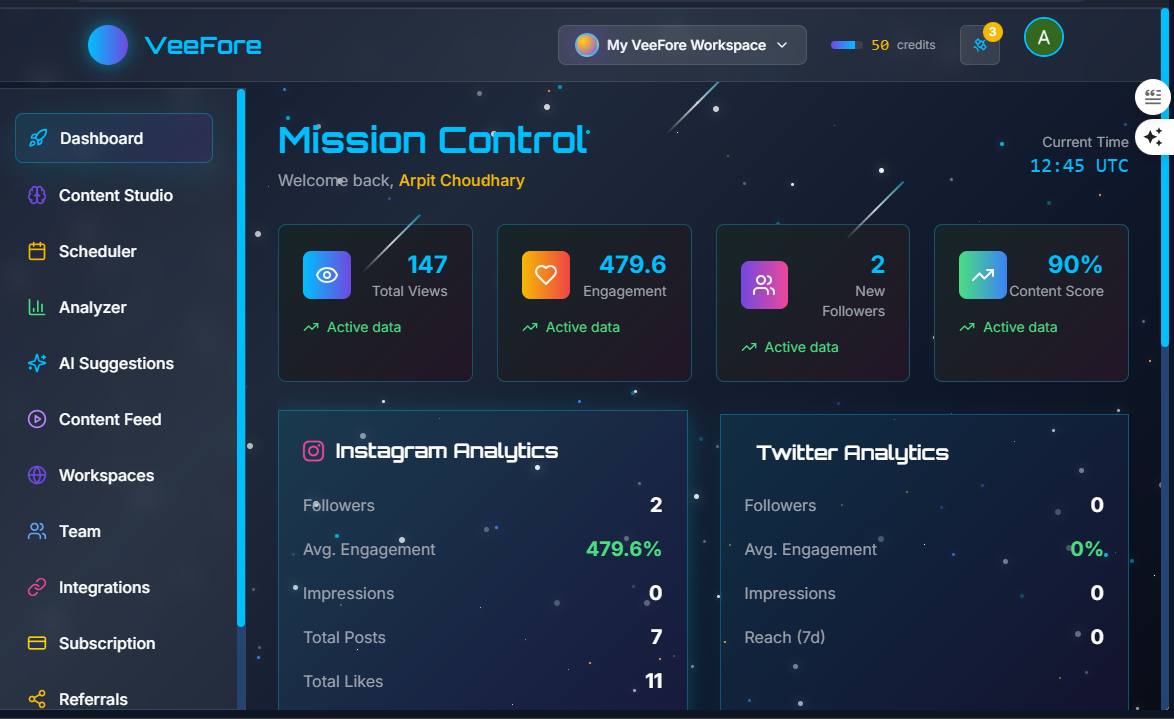 VeeFore
My VeeFore Workspace
50 credits
3
A
Dashboard
Content Studio
Scheduler
Analyzer
AI Suggestions
Content Feed
Workspaces
Team
Integrations
Subscription
Referrals
Mission Control
Welcome back, Arpit Choudhary
Current Time
12:45 UTC
147
Total Views
Active data
479.6
Engagement
Active data
2
New
Followers
Active data
90%
Content Score
Active data
Instagram Analytics
Followers 2
Avg. Engagement 479.6%
Impressions 0
Total Posts 7
Total Likes 11
Twitter Analytics
Followers 0
Avg. Engagement 0%
Impressions 0
Reach (7d) 0